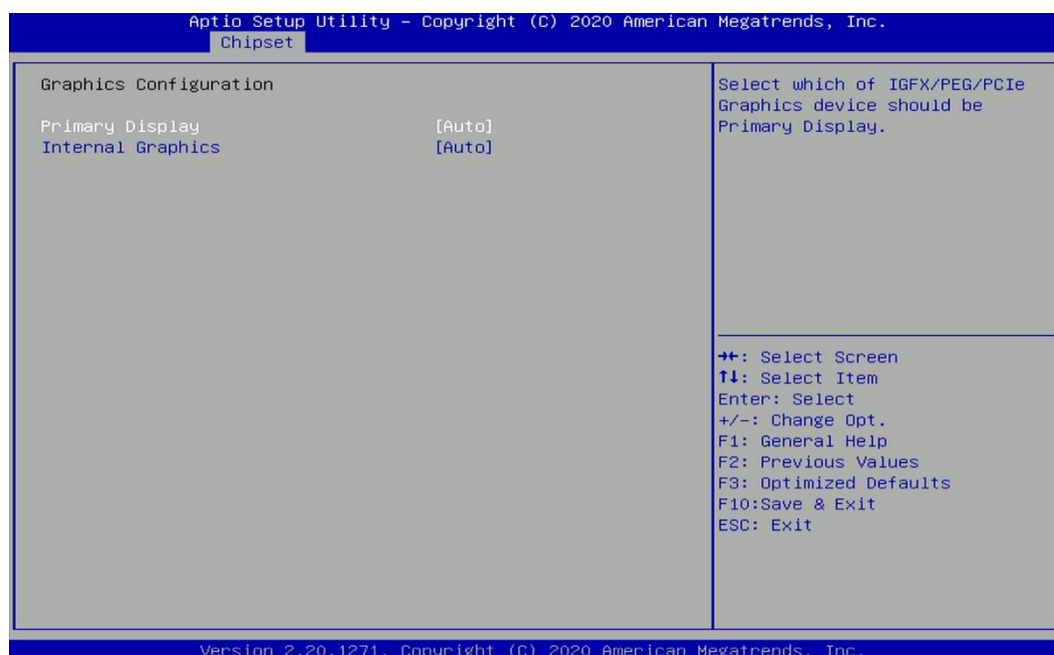 Aptio Setup Utility – Copyright (C) 2020 American Megatrends, Inc.
Chipset
Graphics Configuration
Primary Display [Auto]
Internal Graphics [Auto]
Select which of IGFX/PEG/PCIe
Graphics device should be
Primary Display.
→←: Select Screen
↑↓: Select Item
Enter: Select
+/-: Change Opt.
F1: General Help
F2: Previous Values
F3: Optimized Defaults
F10:Save & Exit
ESC: Exit
Version 2.20.1271. Copyright (C) 2020 American Megatrends, Inc.